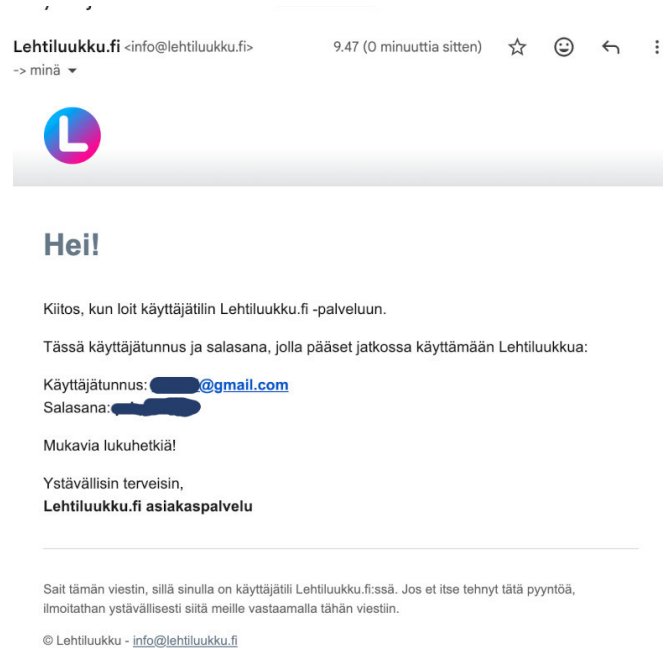 Lehtiluukku.fi <info@lehtiluukku.fi> 9.47 (0 minuuttia sitten)
-> minä
L
Hei!
Kiitos, kun loit käyttäjätilin Lehtiluukku.fi -palveluun.
Tässä käyttäjätunnus ja salasana, jolla pääset jatkossa käyttämään Lehtiluukkua:
Käyttäjätunnus: @gmail.com
Salasana:
Mukavia lukuhetkiä!
Ystävällisin terveisin,
Lehtiluukku.fi asiakaspalvelu
Sait tämän viestin, sillä sinulla on käyttäjätili Lehtiluukku.fi:ssä. Jos et itse tehnyt tätä pyyntöä,
ilmoitathan ystävällisesti siitä meille vastaamalla tähän viestiin.
© Lehtiluukku - info@lehtiluukku.fi